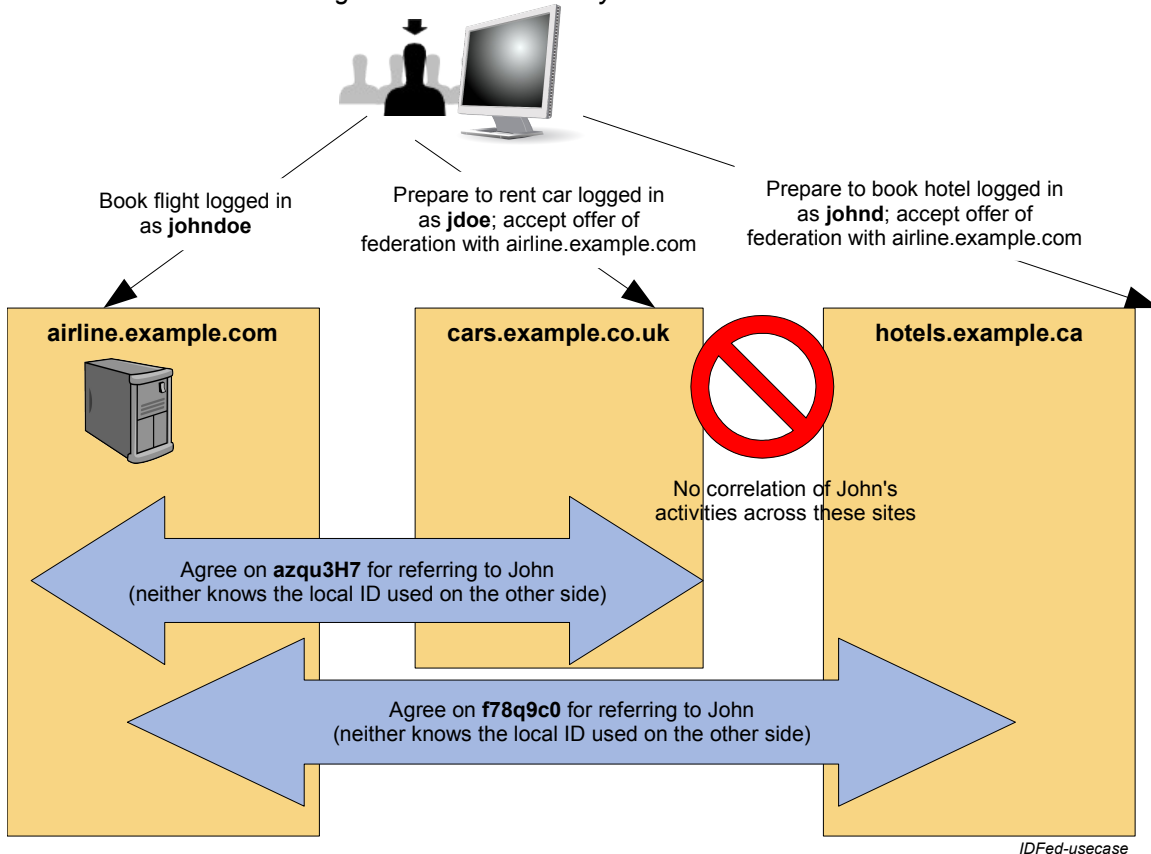 Book flight logged in
as johndoe
Prepare to rent car logged in
as jdoe; accept offer of
federation with airline.example.com
Prepare to book hotel logged in
as johnd; accept offer of
federation with airline.example.com
airline.example.com
cars.example.co.uk
hotels.example.ca
No correlation of John's
activities across these sites
Agree on azqu3H7 for referring to John
(neither knows the local ID used on the other side)
Agree on f78q9c0 for referring to John
(neither knows the local ID used on the other side)
IDFed-usecase